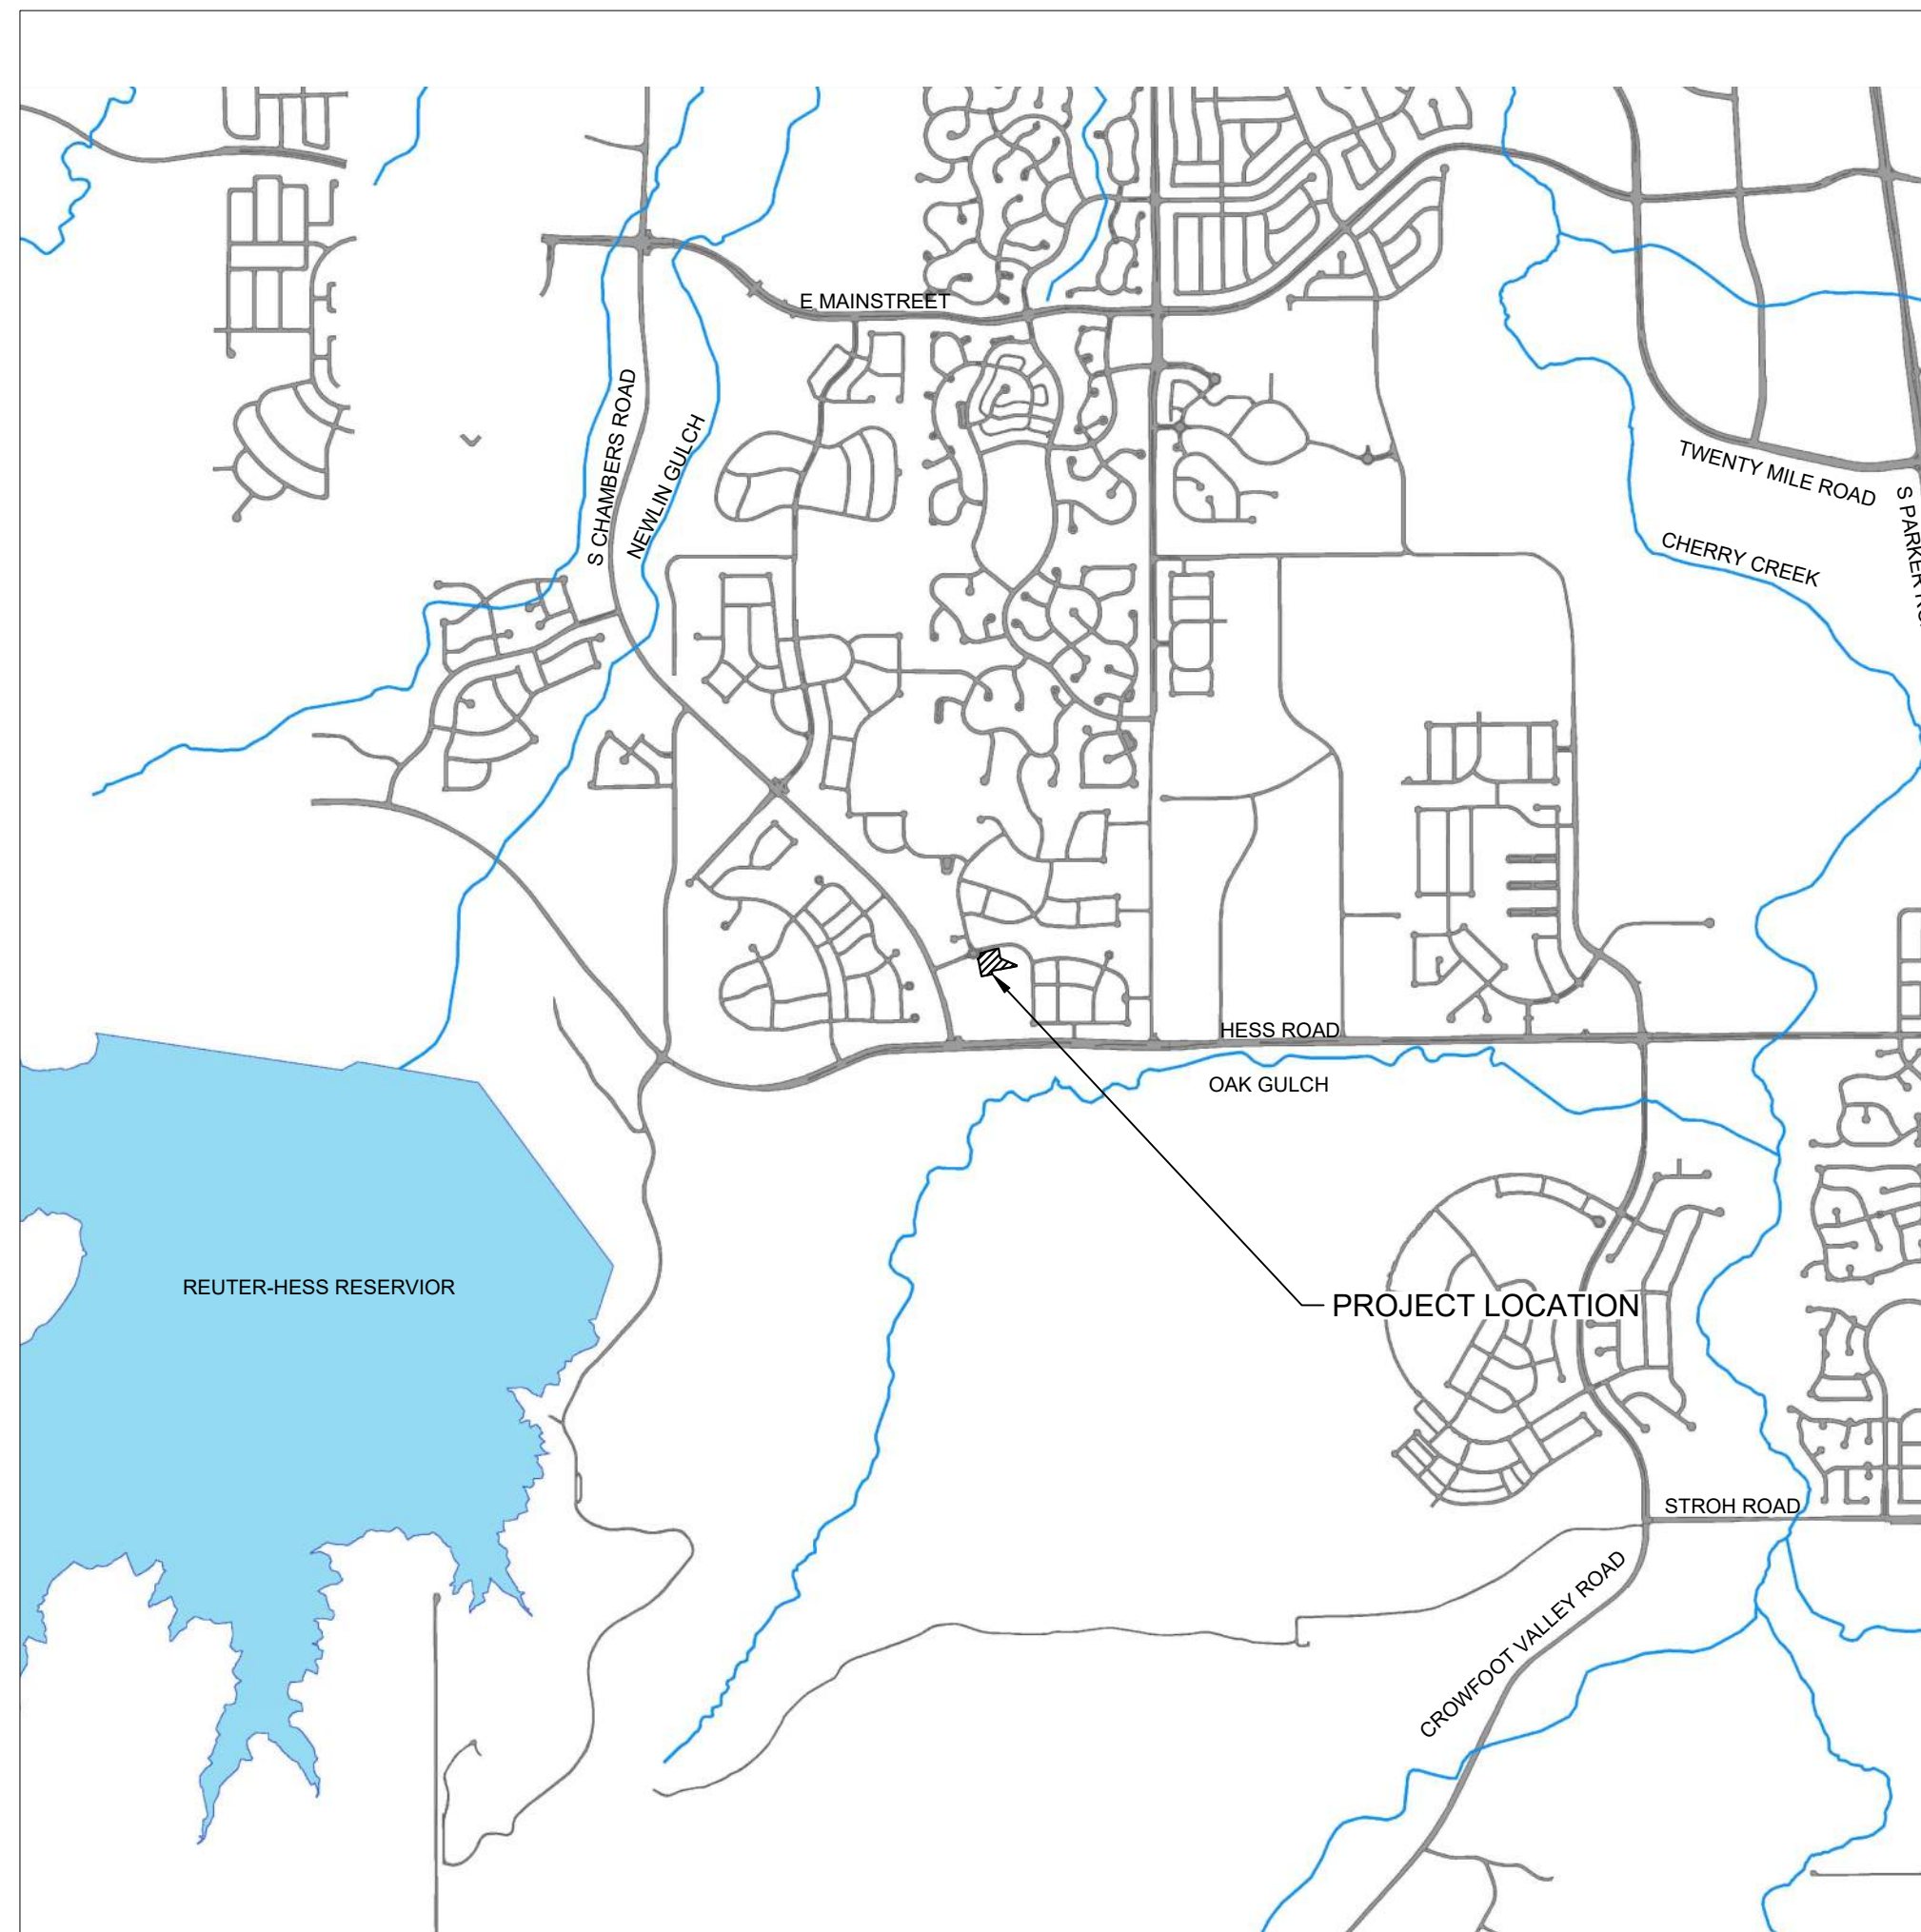 E MAINSTREET
S CHAMBERS ROAD
NEWLIN GULCH
TWENTY MILE ROAD
S PARKER
CHERRY CREEK
HESS ROAD
OAK GULCH
REUTER-HESS RESERVIOR
PROJECT LOCATION
STROH ROAD
CROWFOOT VALLEY ROAD